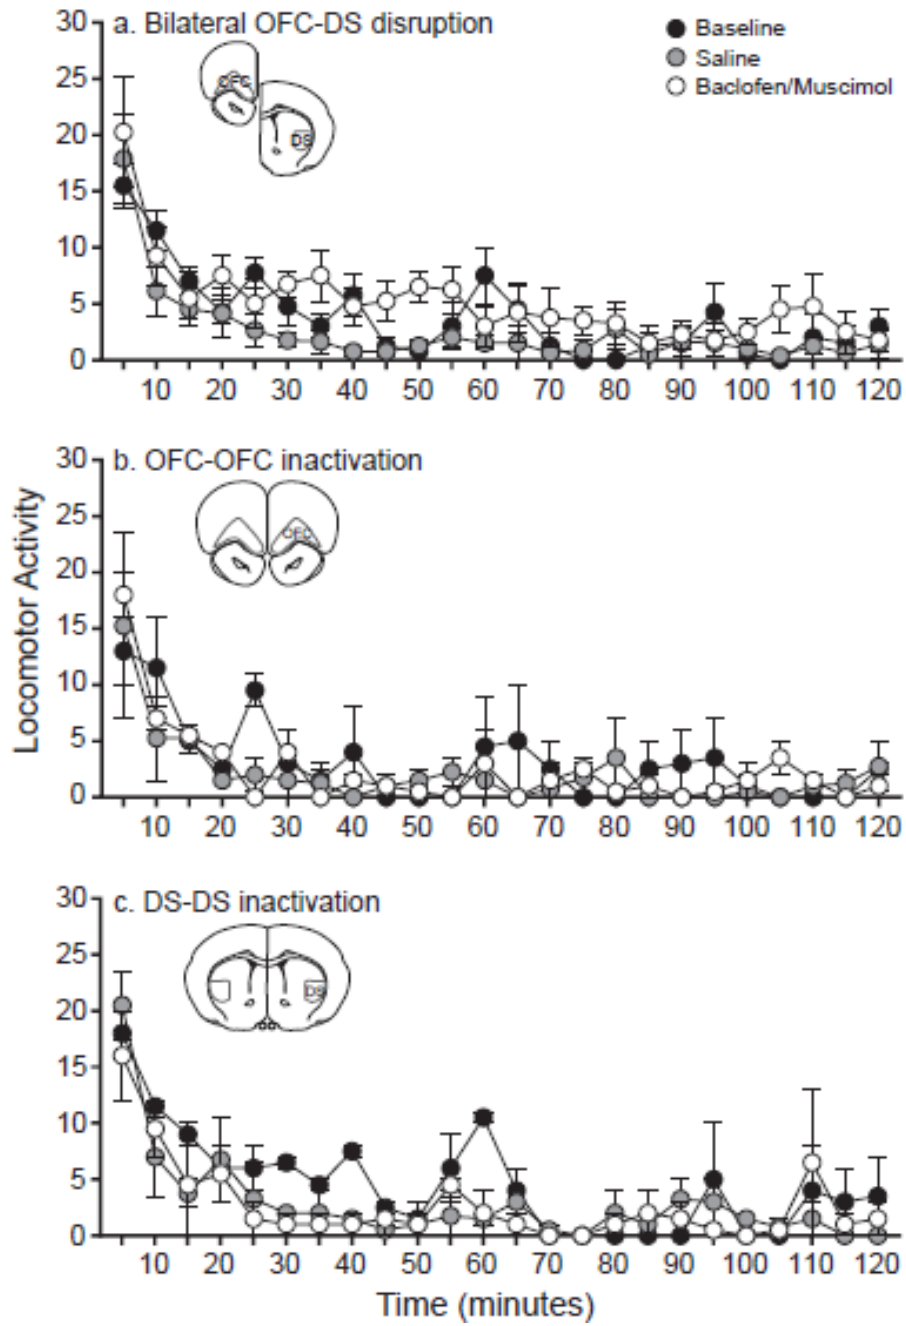 a. Bilateral OFC-DS disruption
Baseline
Saline
Baclofen/Muscimol
OFC
DS
30
25
20
15
10
5
0
10 20 30 40 50 60 70 80 90 100 110 120
b. OFC-OFC inactivation
OFC
30
25
20
15
10
5
0
10 20 30 40 50 60 70 80 90 100 110 120
Locomotor Activity
c. DS-DS inactivation
DS
30
25
20
15
10
5
0
10 20 30 40 50 60 70 80 90 100 110 120
Time (minutes)